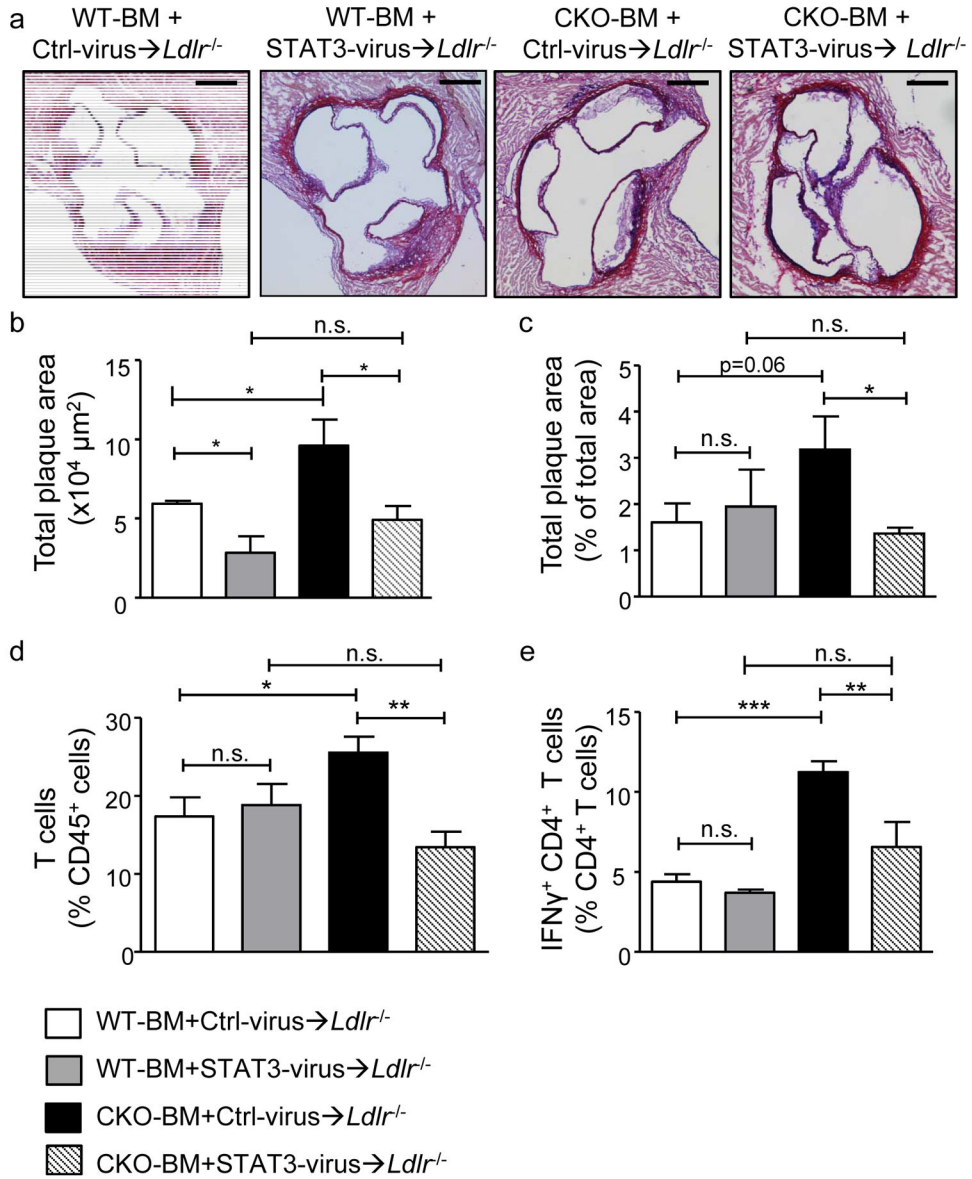 a
WT-BM +
Ctrl-virus→Ldlr-/-
WT-BM +
STAT3-virus→Ldlr-/-
CKO-BM +
Ctrl-virus→Ldlr-/-
CKO-BM +
STAT3-virus→ Ldlr-/-
b
Total plaque area
(x10⁴ µm²)
15
10
5
0
*
*
*
n.s.
c
Total plaque area
(% of total area)
5
4
3
2
1
0
n.s.
p=0.06
*
n.s.
d
T cells
(% CD45⁺ cells)
30
20
10
0
n.s.
*
**
n.s.
e
IFNγ⁺ CD4⁺ T cells
(% CD4⁺ T cells)
15
10
5
0
n.s.
***
**
n.s.
WT-BM+Ctrl-virus→Ldlr-/-
WT-BM+STAT3-virus→Ldlr-/-
CKO-BM+Ctrl-virus→Ldlr-/-
CKO-BM+STAT3-virus→Ldlr-/-